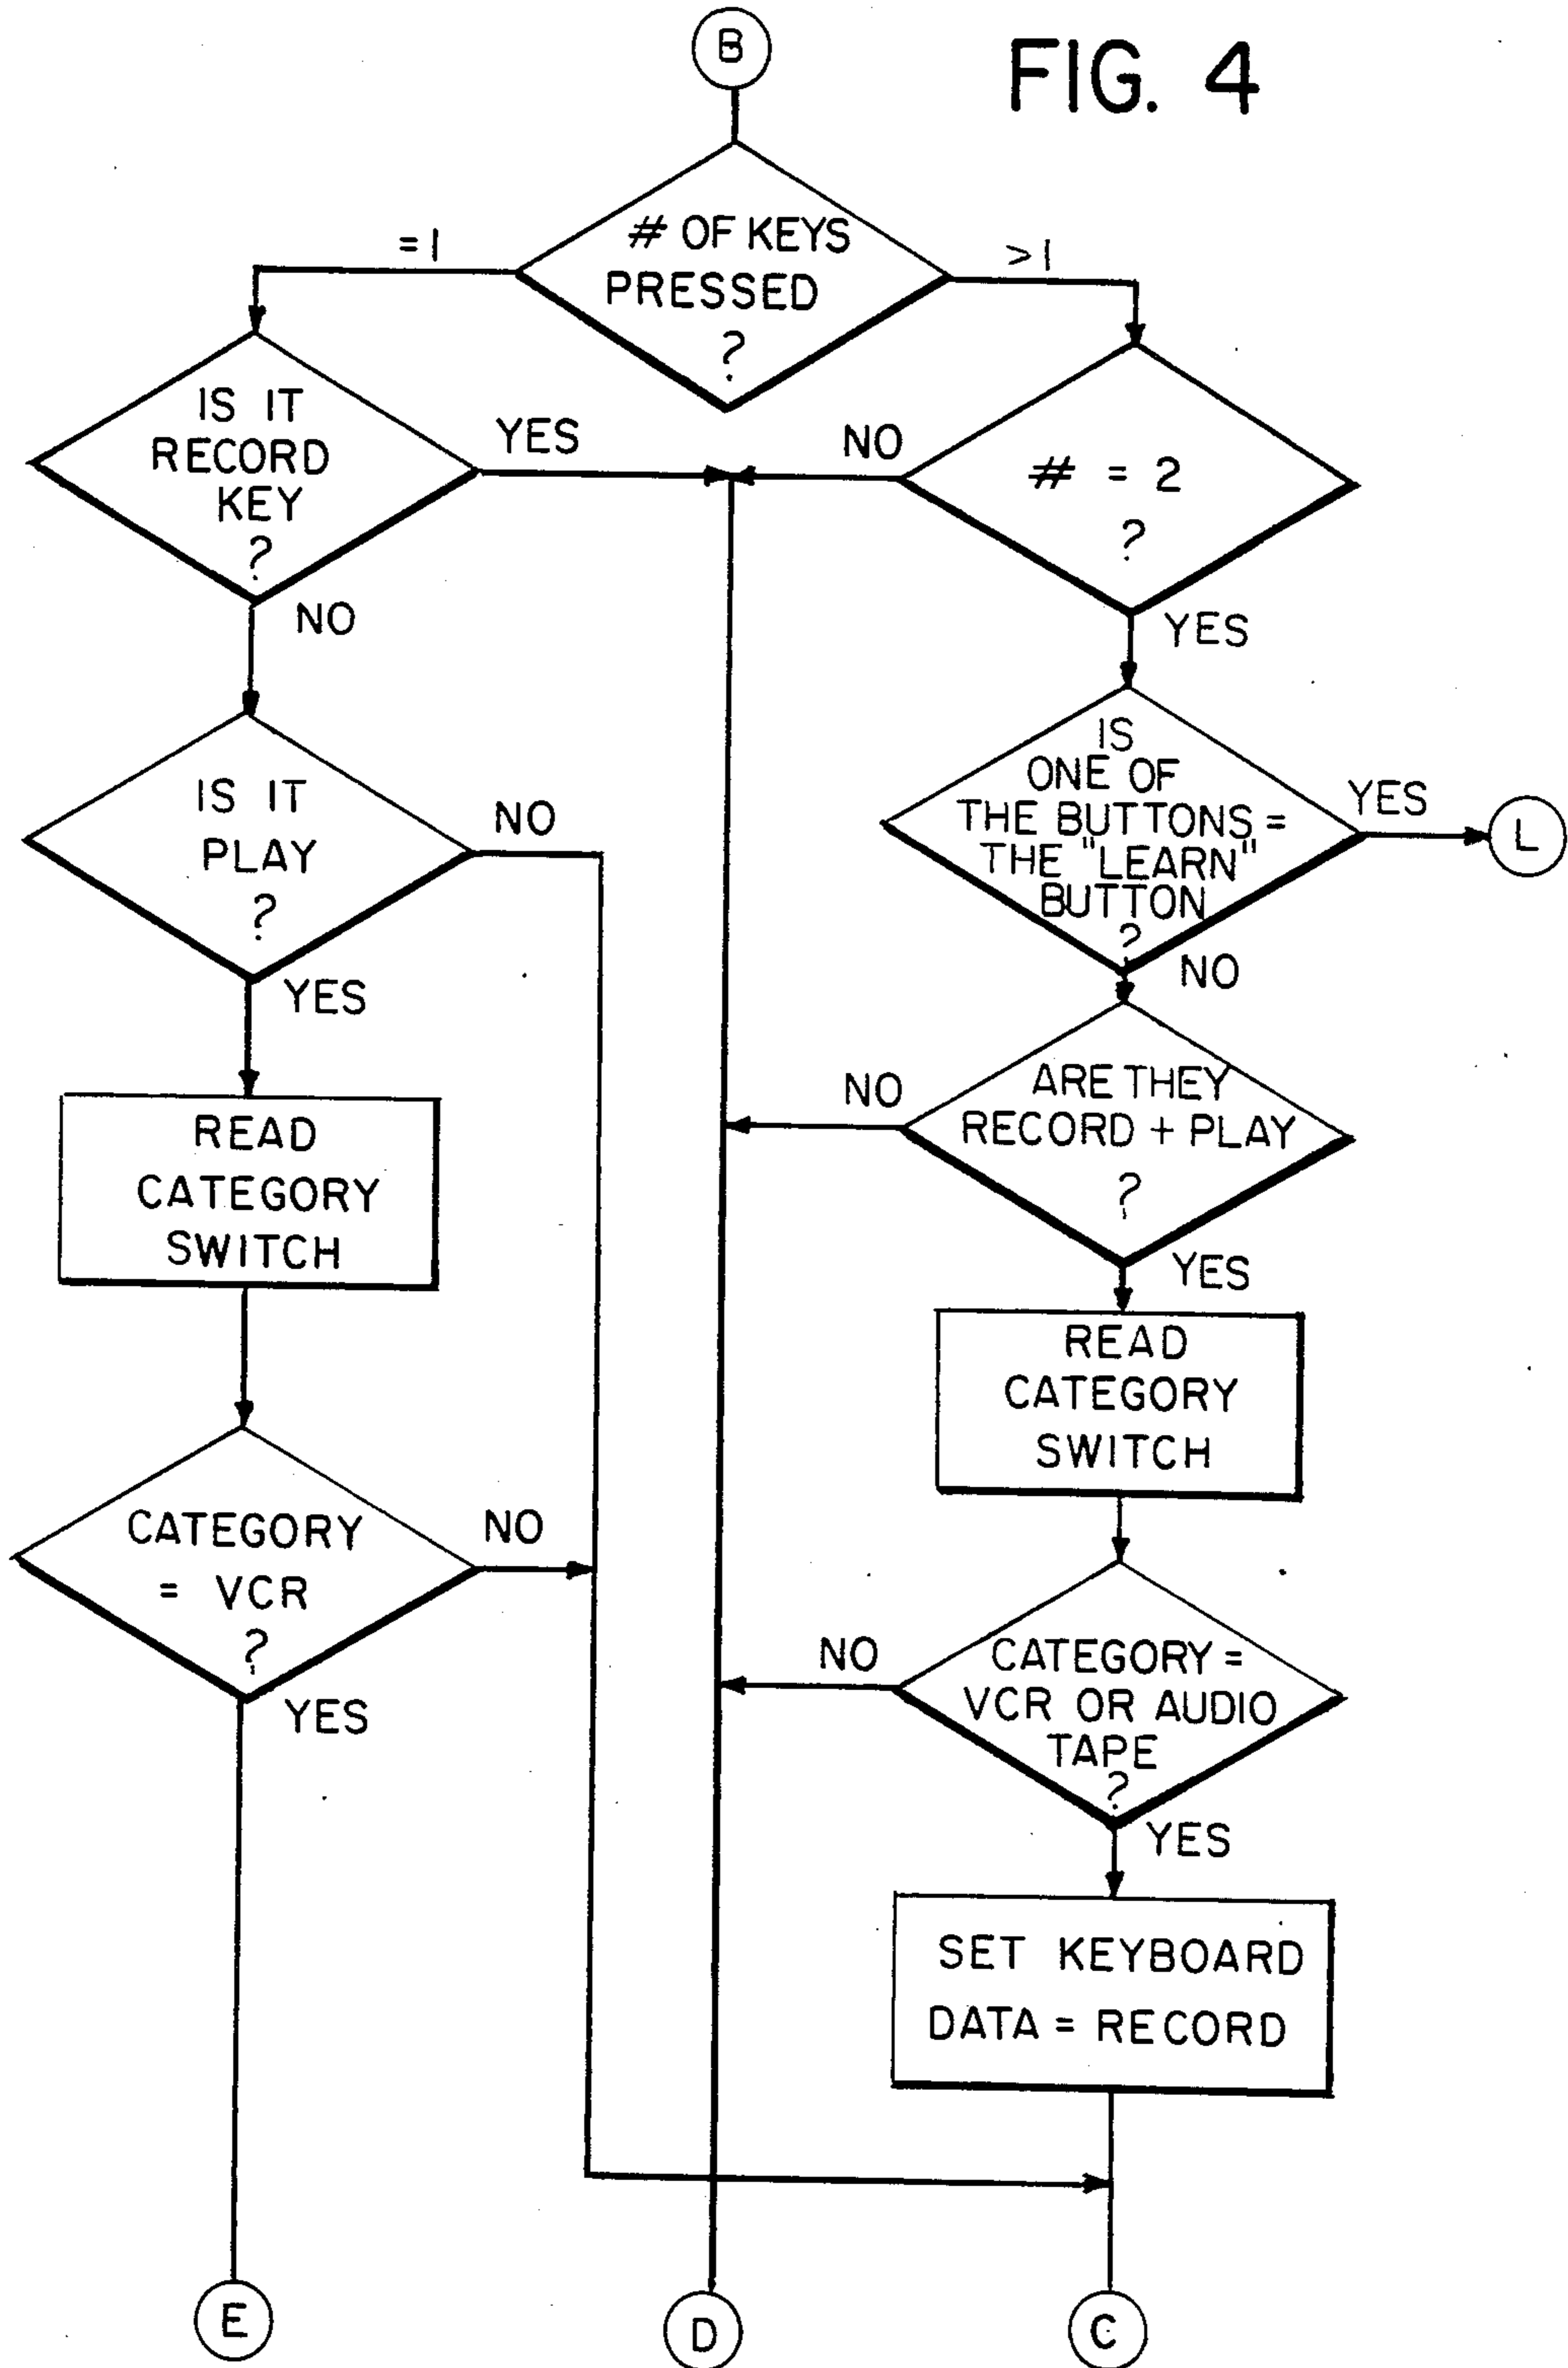 B
FIG. 4
# OF KEYS
PRESSED
?
=1
>1
IS IT
RECORD
KEY
?
YES
NO
NO
# = 2
?
YES
IS IT
PLAY
?
NO
YES
IS
ONE OF
THE BUTTONS =
THE "LEARN"
BUTTON
?
YES
L
NO
READ
CATEGORY
SWITCH
ARE THEY
RECORD + PLAY
?
NO
YES
READ
CATEGORY
SWITCH
CATEGORY
= VCR
?
NO
YES
CATEGORY =
VCR OR AUDIO
TAPE
?
NO
YES
SET KEYBOARD
DATA = RECORD
E
D
C